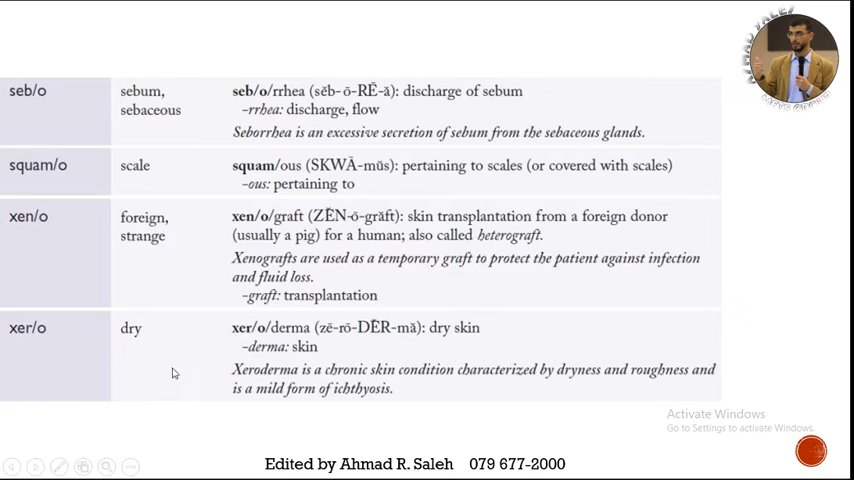 seb/o sebum, seb/o/rrhea (sĕb-ō-RĒ-ă): discharge of sebum
sebaceous –rrhea: discharge, flow
Seborrhea is an excessive secretion of sebum from the sebaceous glands.
squam/o scale squam/ous (SKWĀ-mŭs): pertaining to scales (or covered with scales)
–ous: pertaining to
xen/o foreign, xen/o/graft (ZĔN-ō-grăft): skin transplantation from a foreign donor
strange (usually a pig) for a human; also called heterograft.
Xenografts are used as a temporary graft to protect the patient against infection
and fluid loss.
–graft: transplantation
xer/o dry xer/o/derma (zē-rō-DĔR-mă): dry skin
–derma: skin
Xeroderma is a chronic skin condition characterized by dryness and roughness and
is a mild form of ichthyosis.
Activate Windows
Go to Settings to activate Windows.
Edited by Ahmad R. Saleh 079 677-2000